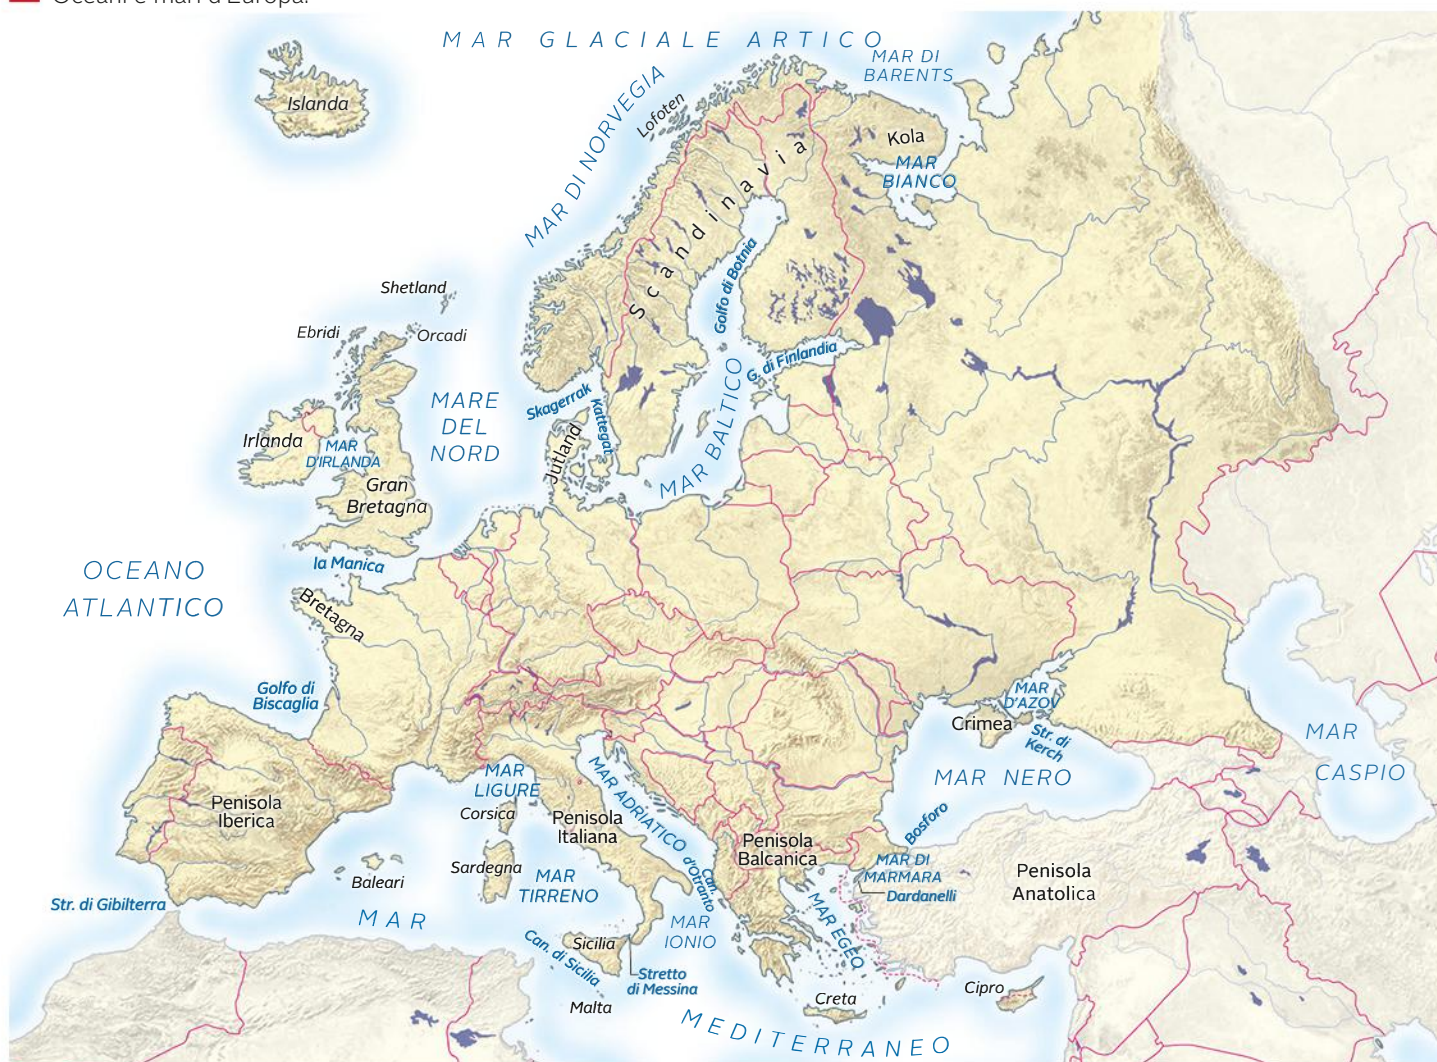 Oceani e mari d'Europa.
MAR GLACIALE ARTICO
MAR DI
BARENTS
Islanda
MAR DI NORVEGIA
Lofoten
Kola
MAR
BIANCO
Scandinavia
Golfo di Botnia
Shetland
Ebridi
Orcadi
G. di Finlandia
MAR BALTICO
Skagerrak
Kattegat
Jutland
MARE
DEL
NORD
Irlanda
MAR
D'IRLANDA
Gran
Bretagna
la Manica
OCEANO
ATLANTICO
Bretagna
Golfo di
Biscaglia
MAR
D'AZOV
Crimea
Str. di
Kerch
MAR NERO
MAR
CASPIO
MAR
LIGURE
Corsica
MAR ADRIATICO
Penisola
Iberica
Penisola
Italiana
Penisola
Balcanica
Bosforo
MAR DI
MARMARA
Dardanelli
Penisola
Anatolica
Baleari
Sardegna
MAR
TIRRENO
Can.
d'Otranto
Str. di Gibilterra
MAR
MAR
IONIO
MAR EGEO
Sicilia
Can. di Sicilia
Stretto
di Messina
Malta
Creta
Cipro
MEDITERRANEO